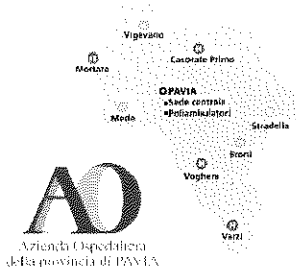 Vigevano
Casorate Primo
Mortara
PAVIA
Sede centrale
Poliambulatori
Mede
Stradella
Broni
Voghera
Varzi
AO
Azienda Ospedaliera
della provincia di PAVIA